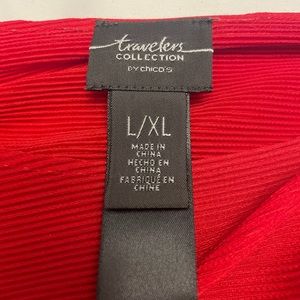 travelers
COLLECTION
BY chico's
L/XL
MADE IN
CHINA
HECHO EN
CHINA
FABRIQUÉ EN
CHINE